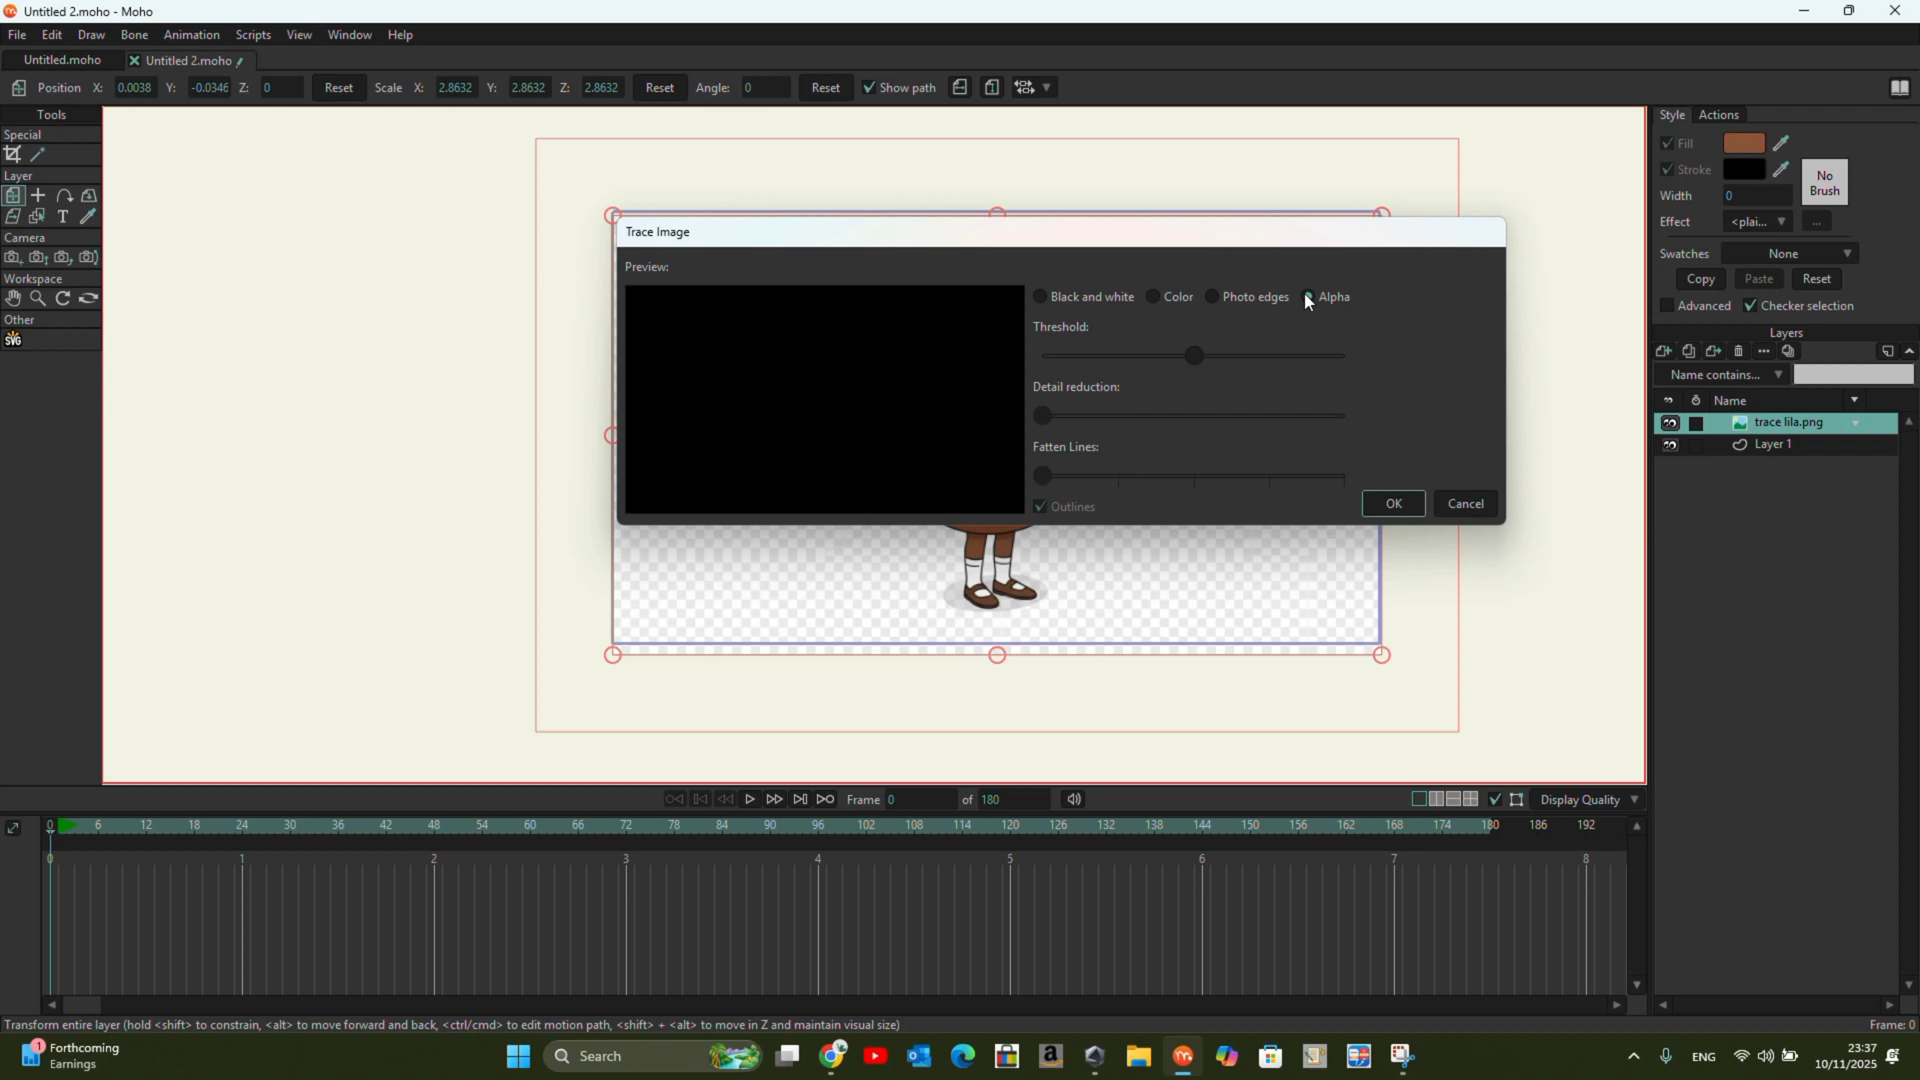 Untitled 2.moho - Moho
File Edit Draw Bone Animation Scripts View Window Help
Untitled.moho Untitled 2.moho
Position X: 0.0038 Y: -0.0346 Z: 0 Reset Scale X: 2.8632 Y: 2.8632 Z: 2.8632 Reset Angle: 0 Reset Show path
Tools
Special
Layer
T
Camera
Workspace
Other
SVG
Trace Image
Preview:
Black and white Color Photo edges Alpha
Threshold:
Detail reduction:
Fatten Lines:
Outlines
OK Cancel
Style Actions
Fill
Stroke
No
Brush
Width 0
Effect <plai... ...
Swatches None
Copy Paste Reset
Advanced Checker selection
Layers
Name contains...
Name
trace lila.png
Layer 1
Frame 0 of 180
Display Quality
0 6 12 18 24 30 36 42 48 54 60 66 72 78 84 90 96 102 108 114 120 126 132 138 144 150 156 162 168 174 180 186 192
0 1 2 3 4 5 6 7 8
Transform entire layer (hold <shift> to constrain, <alt> to move forward and back, <ctrl/cmd> to edit motion path, <shift> + <alt> to move in Z and maintain visual size)
Frame: 0
1
Forthcoming
Earnings
Search
ENG
23:37
10/11/2025